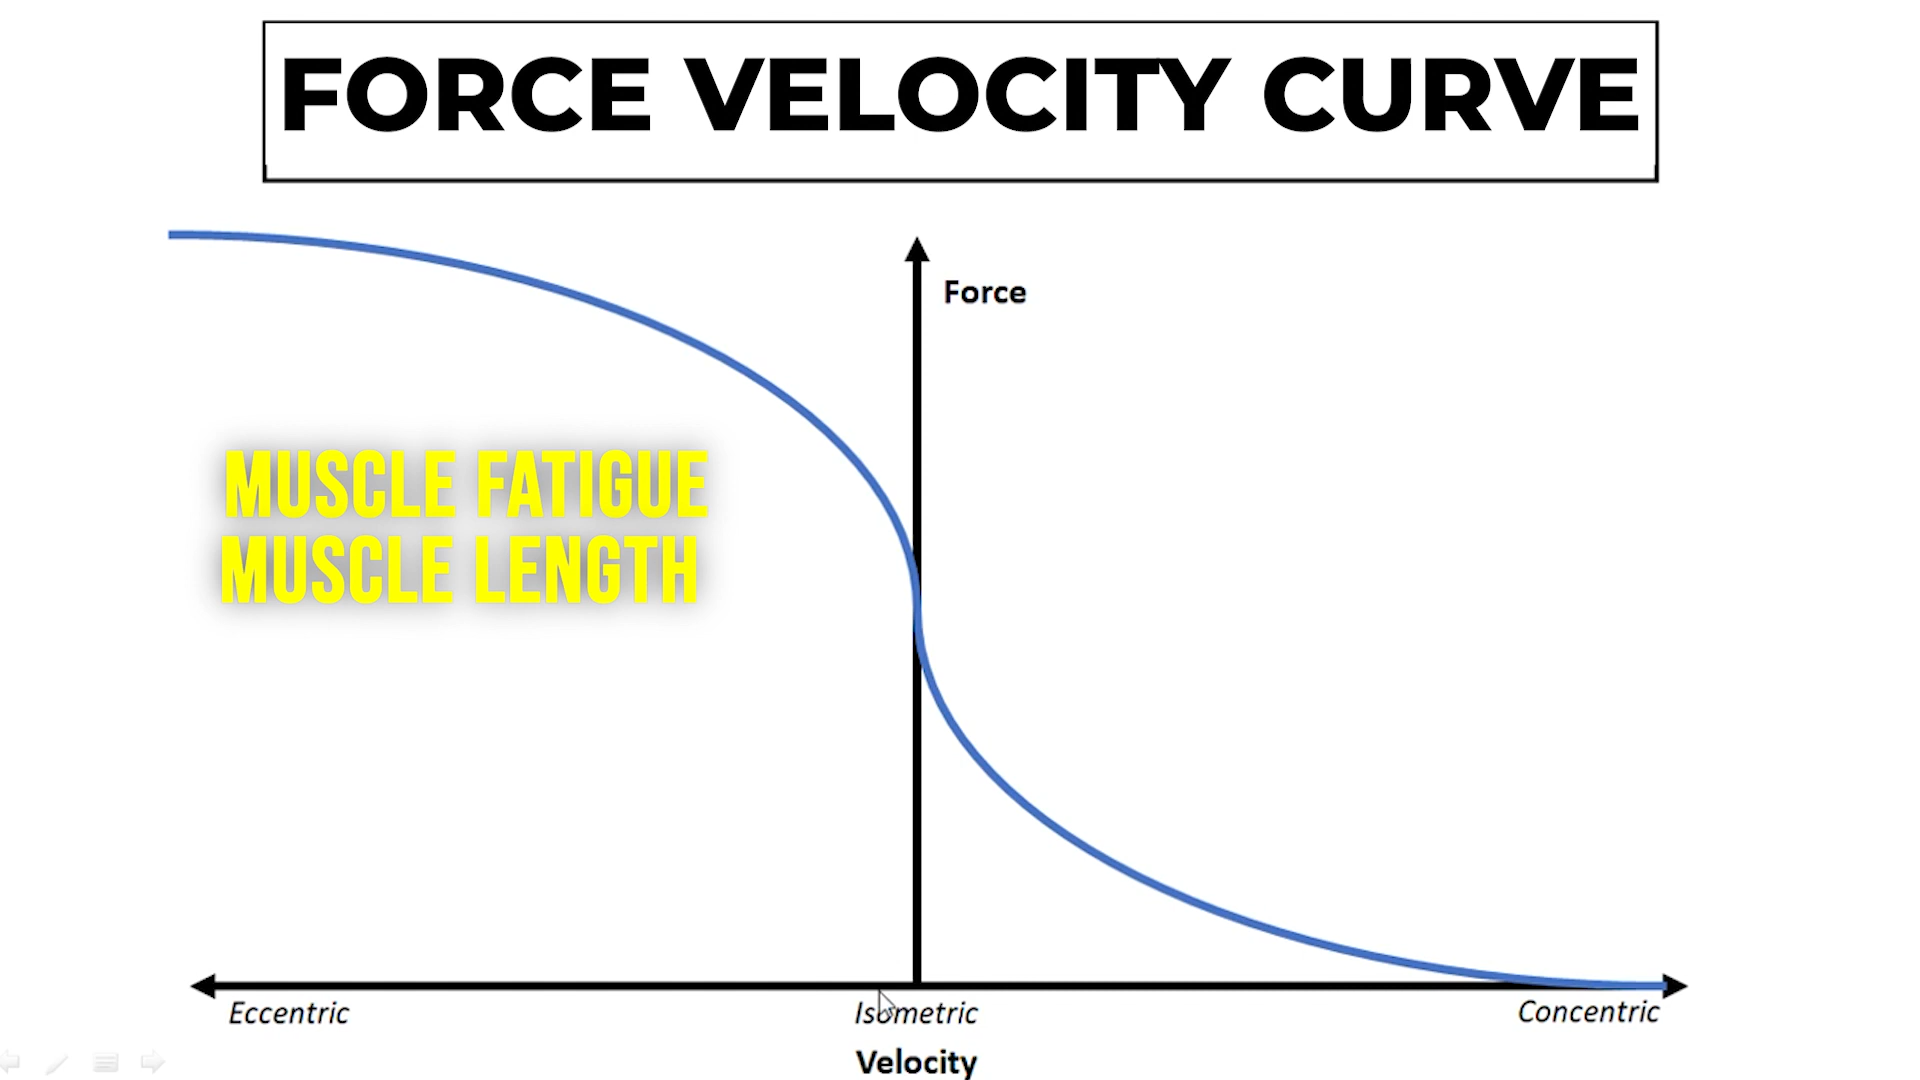 FORCE VELOCITY CURVE
Force
MUSCLE FATIGUE
MUSCLE LENGTH
Eccentric
Isometric
Concentric
Velocity